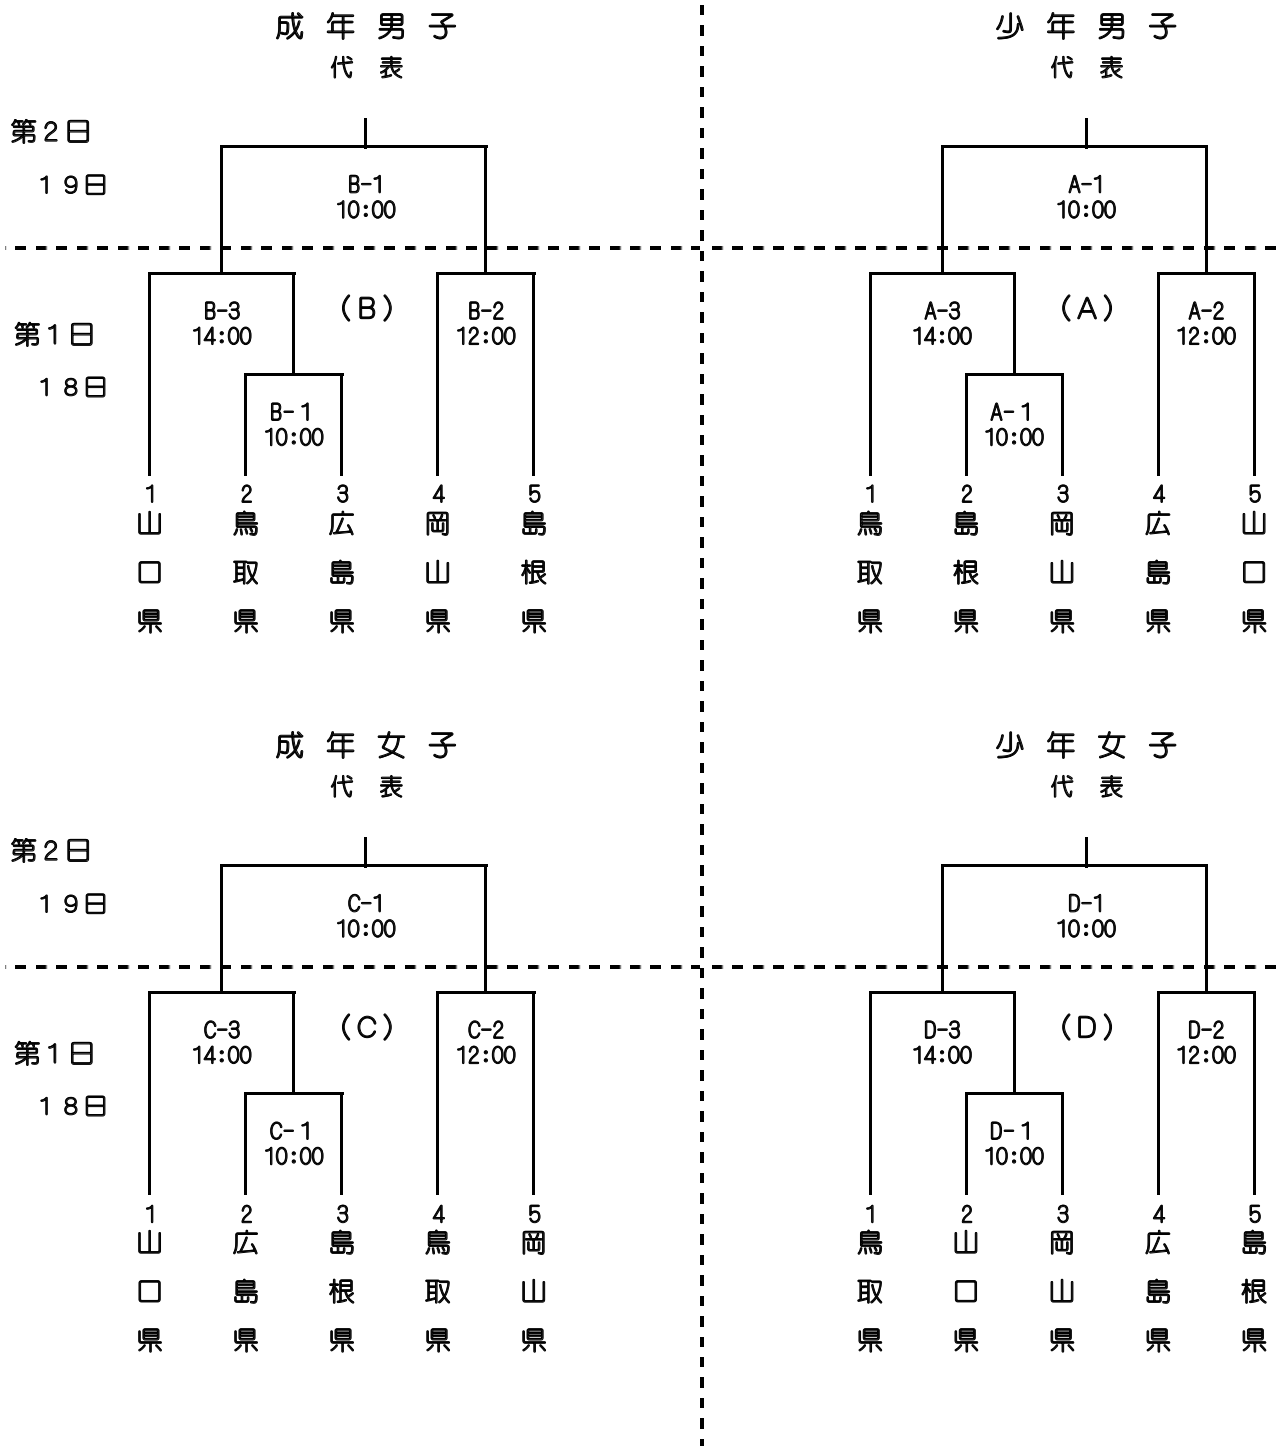 成年男子
代表
第２日
１９日
B-1
10:00
第１日
１８日
(B)
B-3
14:00
B-2
12:00
B-1
10:00
1 2 3 4 5
山口県
鳥取県
広島県
岡山県
島根県
少年男子
代表
A-1
10:00
(A)
A-3
14:00
A-2
12:00
A-1
10:00
1 2 3 4 5
鳥取県
島根県
岡山県
広島県
山口県
成年女子
代表
第２日
１９日
C-1
10:00
第１日
１８日
(C)
C-3
14:00
C-2
12:00
C-1
10:00
1 2 3 4 5
山口県
広島県
島根県
鳥取県
岡山県
少年女子
代表
D-1
10:00
(D)
D-3
14:00
D-2
12:00
D-1
10:00
1 2 3 4 5
鳥取県
山口県
岡山県
広島県
島根県